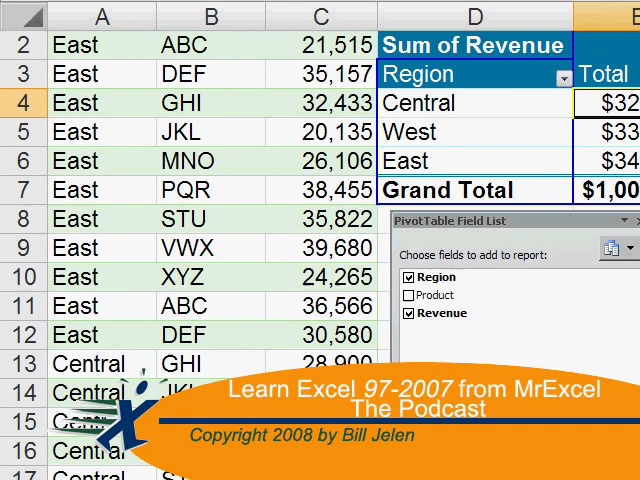 A B C D E
2 East ABC 21,515 Sum of Revenue
3 East DEF 35,157 Region Total
4 East GHI 32,433 Central $32
5 East JKL 20,135 West $33
6 East MNO 26,106 East $34
7 East PQR 38,455 Grand Total $1,00
8 East STU 35,822
9 East VWX 39,680
10 East XYZ 24,265
11 East ABC 36,566
12 East DEF 30,580
13 Central GHI 28,900
14 Central JK
15 Central
16 Central
17 Central ST
PivotTable Field List
Choose fields to add to report:
Region
Product
Revenue
Learn Excel 97-2007 from MrExcel
The Podcast
Copyright 2008 by Bill Jelen